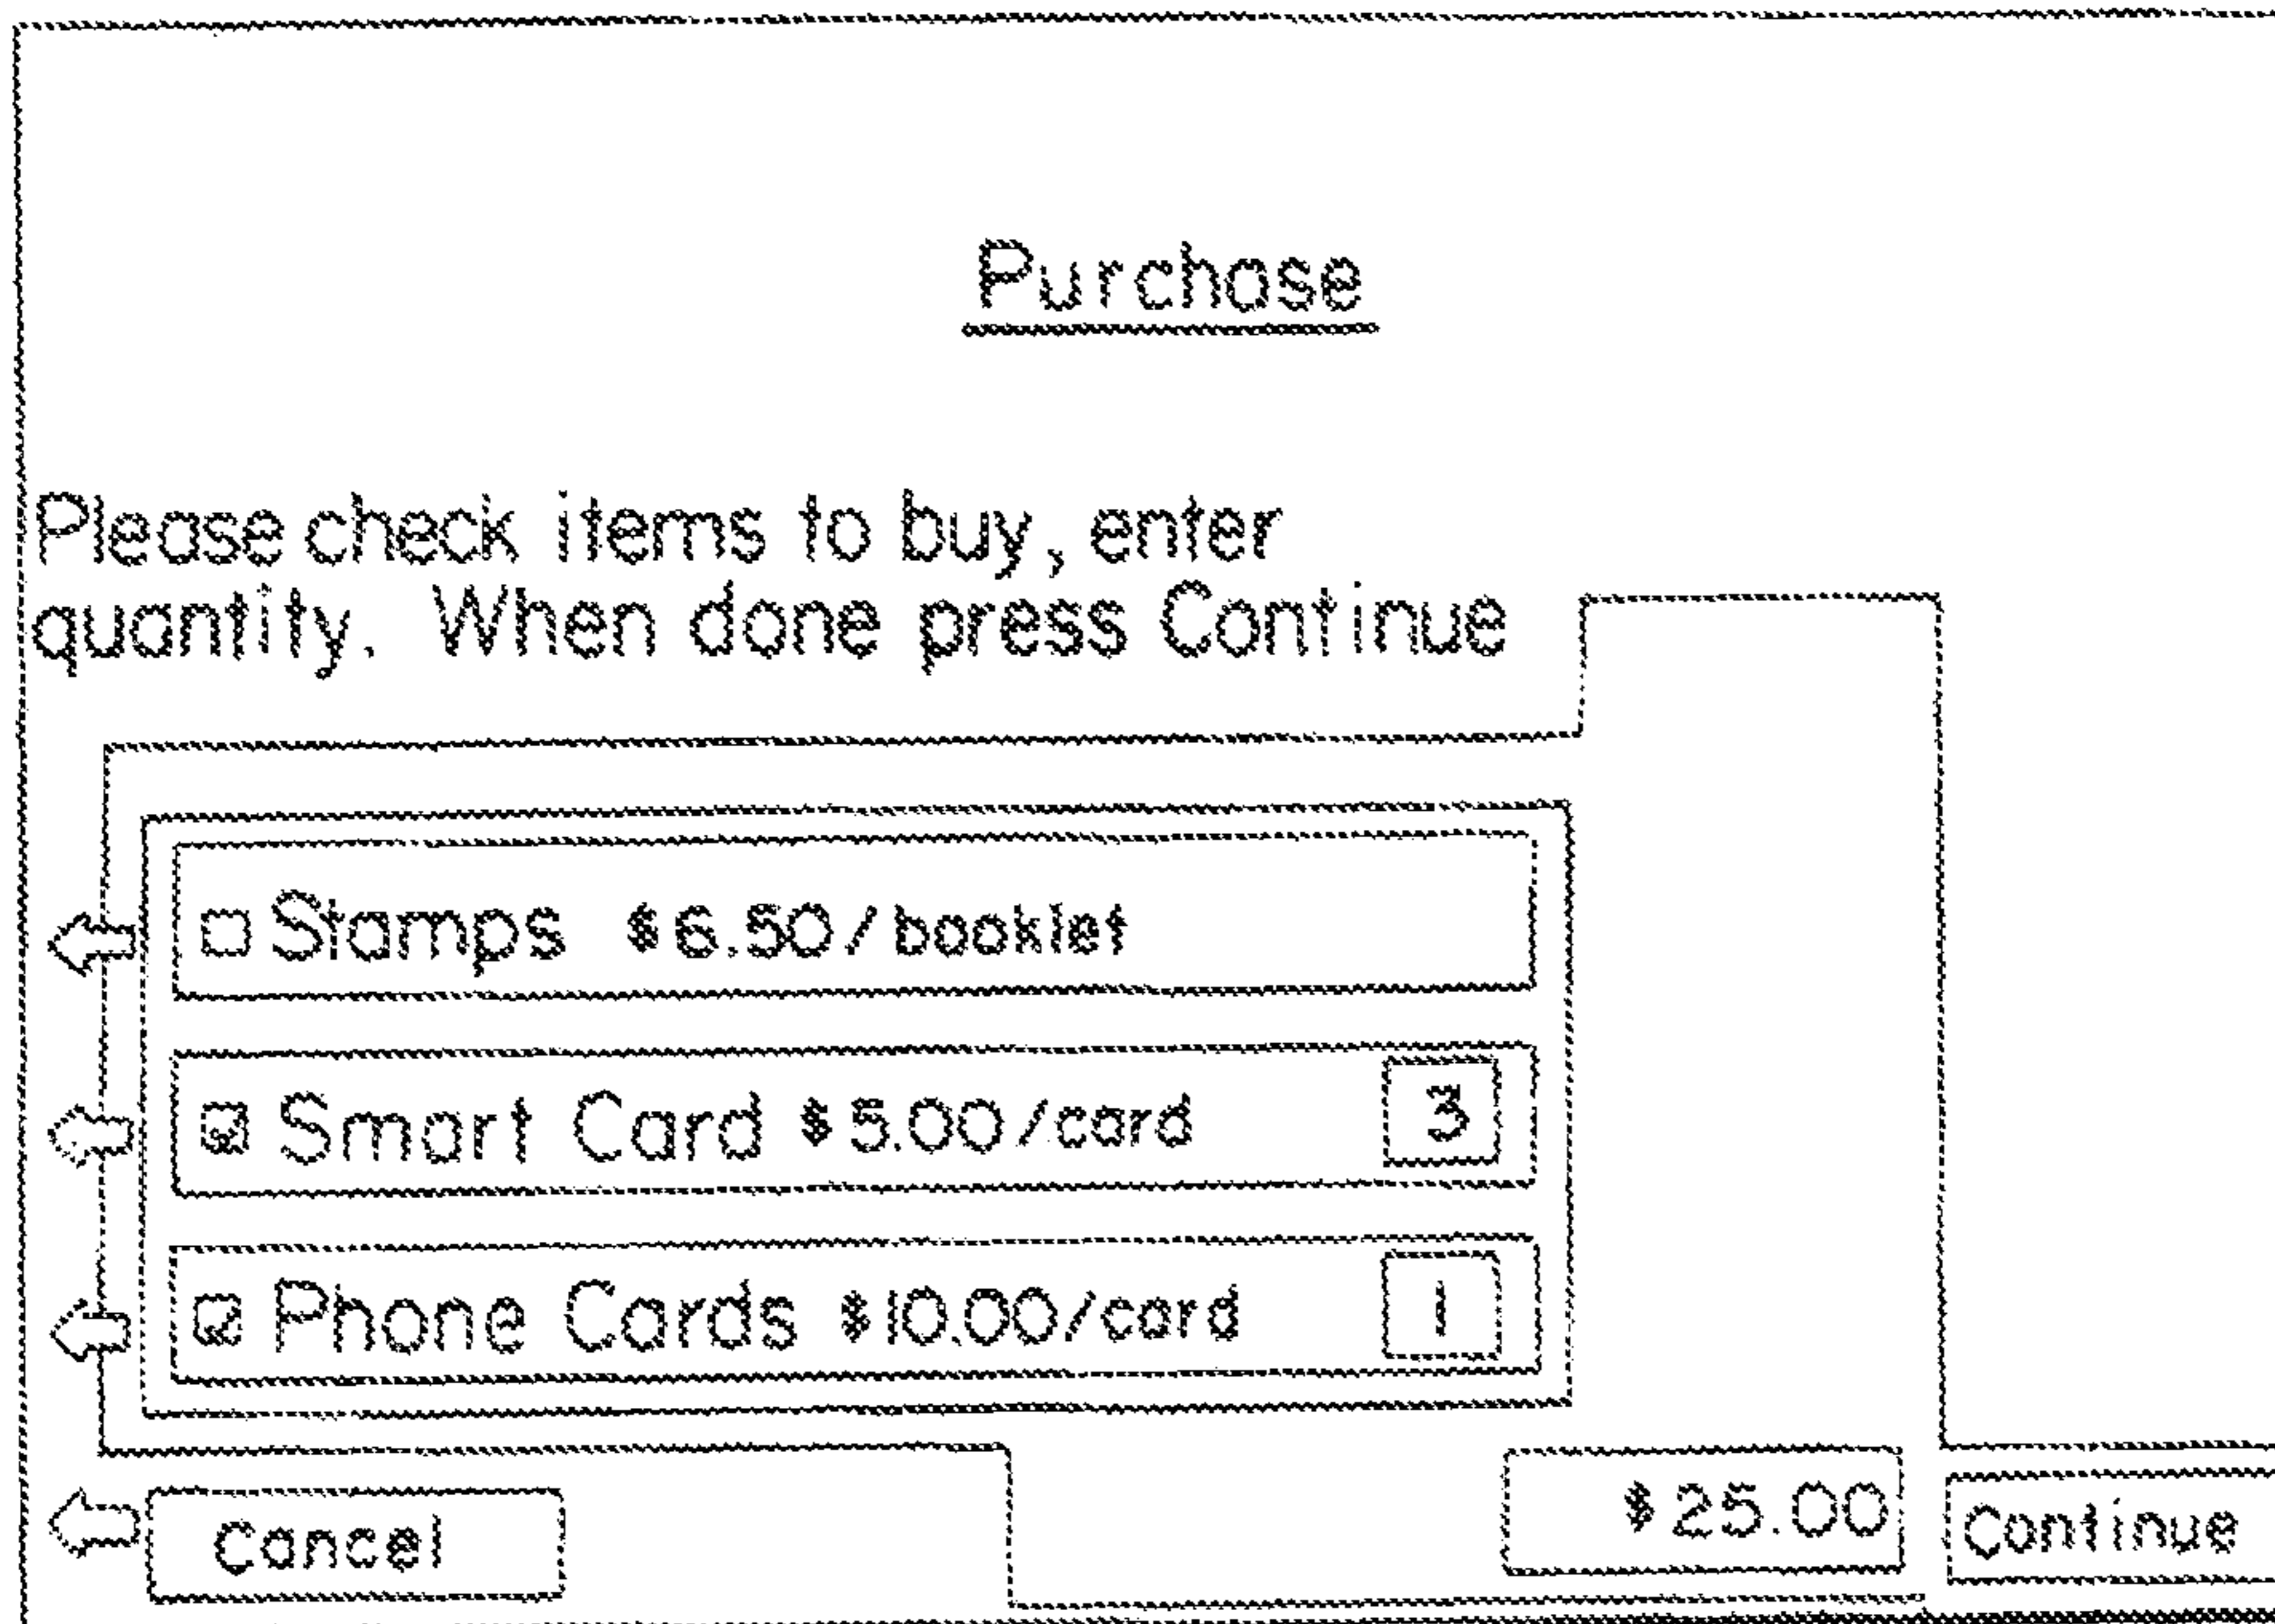 Purchase
Please check items to buy, enter
quantity. When done press Continue
Stamps $6.50/booklet
Smart Card $5.00/card 3
Phone Cards $10.00/card 1
Cancel $25.00 Continue